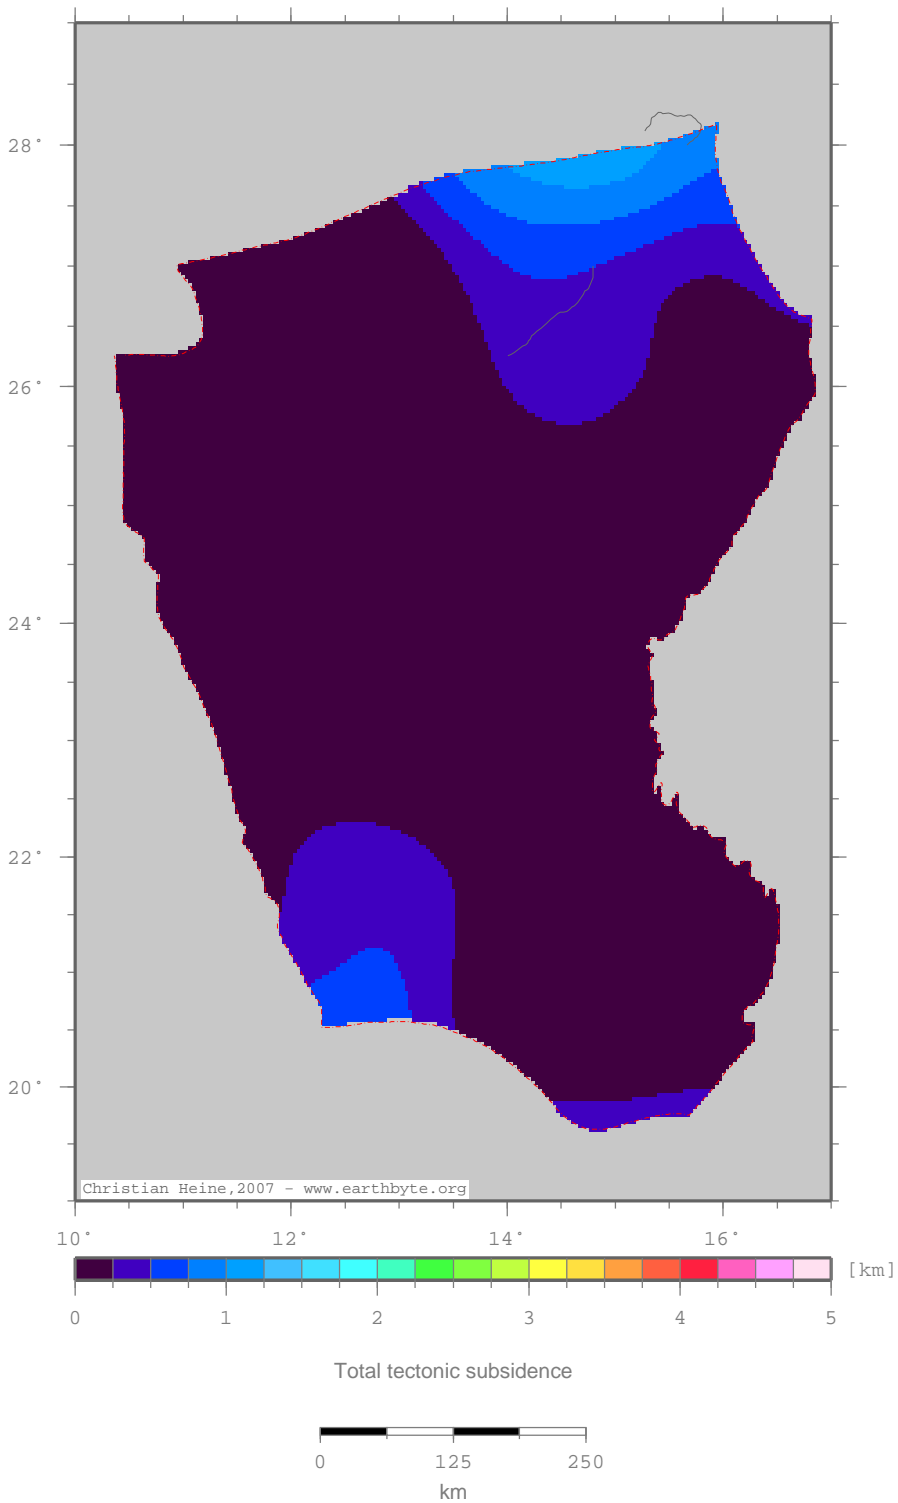 28°
26°
24°
22°
20°
Christian Heine,2007 - www.earthbyte.org
10° 12° 14° 16°
[km]
0 1 2 3 4 5
Total tectonic subsidence
0 125 250
km